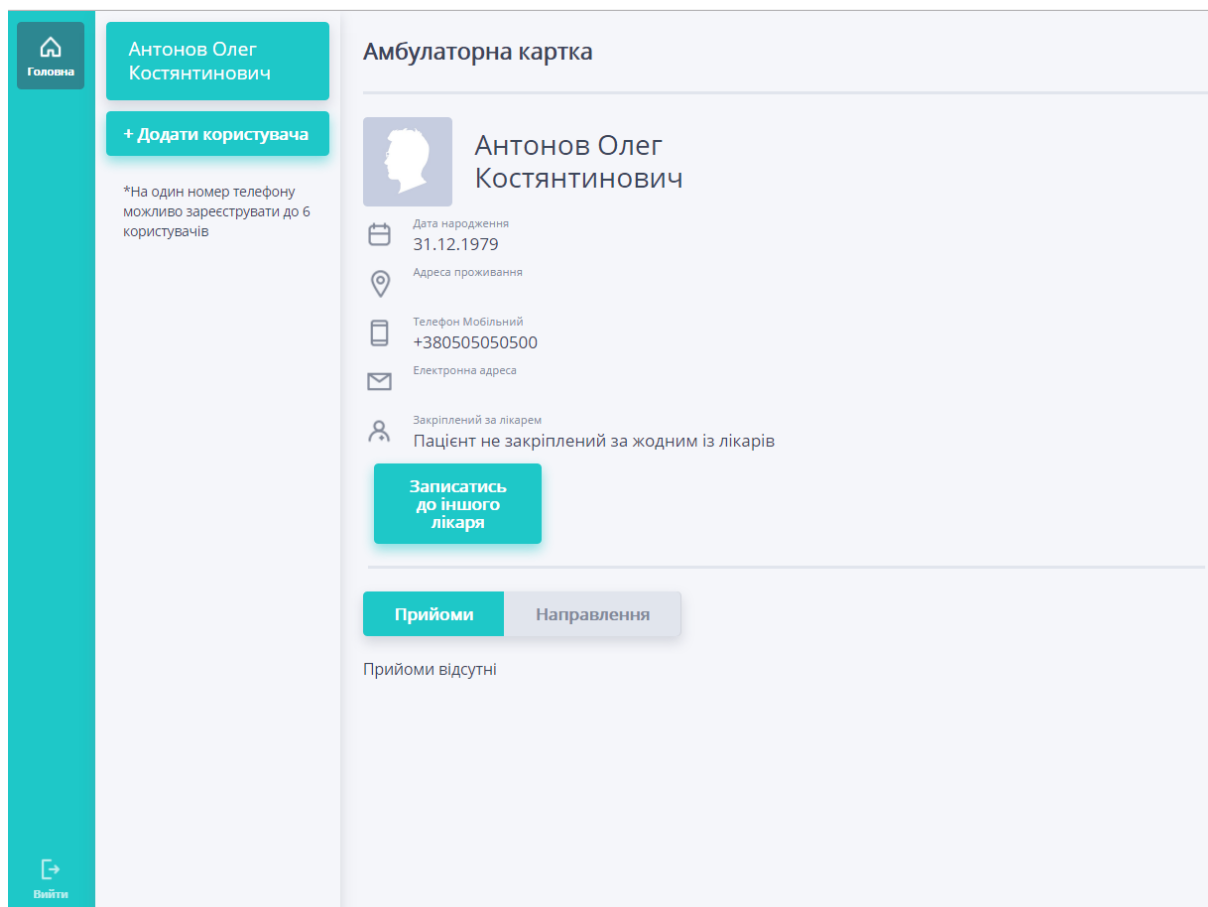 Головна
Антонов Олег
Костянтинович
+ Додати користувача
*На один номер телефону
можливо зареєструвати до 6
користувачів
Вийти
Амбулаторна картка
Антонов Олег
Костянтинович
Дата народження
31.12.1979
Адреса проживання
Телефон Мобільний
+380505050500
Електронна адреса
Закріплений за лікарем
Пацієнт не закріплений за жодним із лікарів
Записатись
до іншого
лікаря
Прийоми
Направлення
Прийоми відсутні